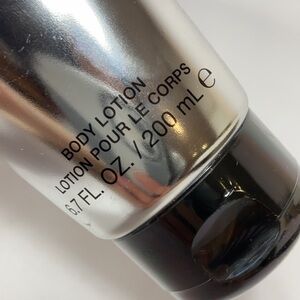 BODY LOTION
LOTION POUR LE CORPS
6.7 FL. OZ. / 200 mL ℮